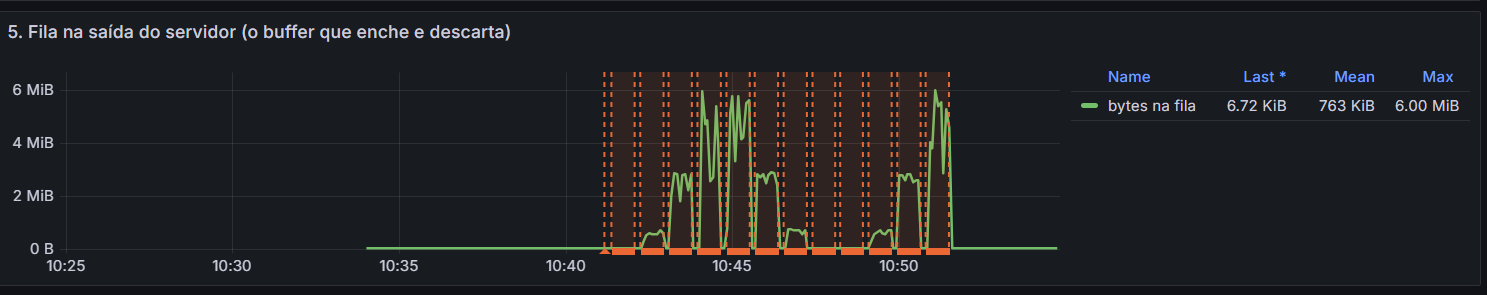 5. Fila na saída do servidor (o buffer que enche e descarta)
Name Last * Mean Max
bytes na fila 6.72 KiB 763 KiB 6.00 MiB
6 MiB
4 MiB
2 MiB
0 B
10:25 10:30 10:35 10:40 10:45 10:50